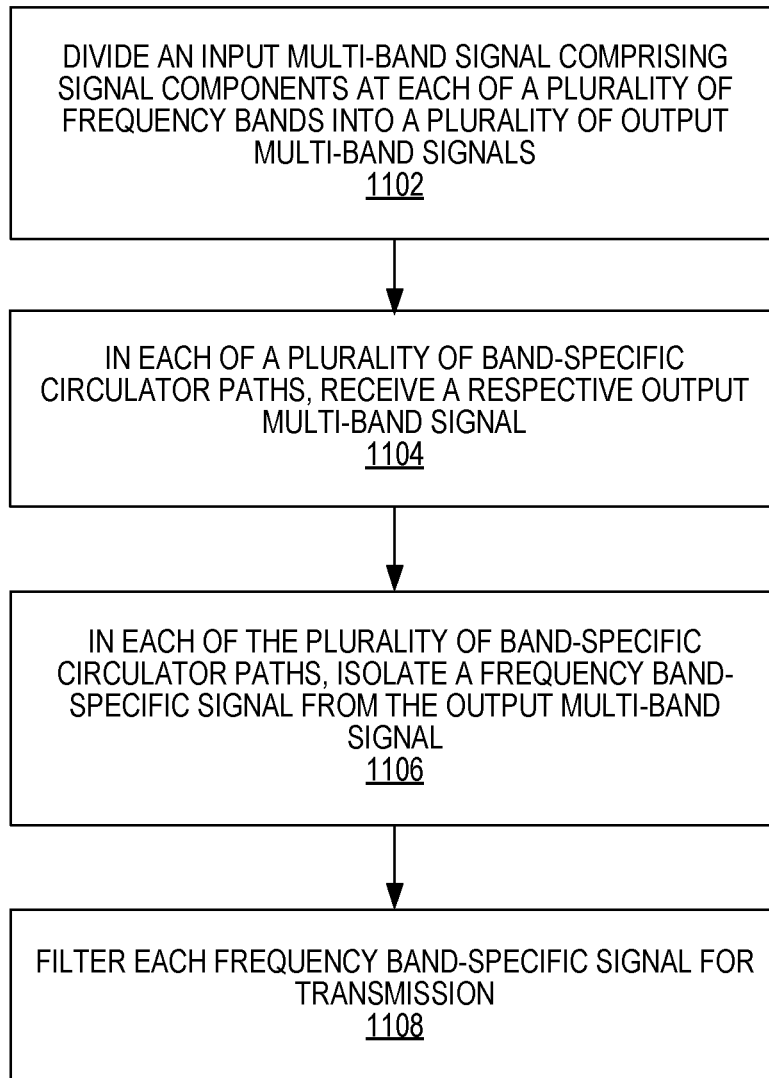 DIVIDE AN INPUT MULTI-BAND SIGNAL COMPRISING
SIGNAL COMPONENTS AT EACH OF A PLURALITY OF
FREQUENCY BANDS INTO A PLURALITY OF OUTPUT
MULTI-BAND SIGNALS
1102
IN EACH OF A PLURALITY OF BAND-SPECIFIC
CIRCULATOR PATHS, RECEIVE A RESPECTIVE OUTPUT
MULTI-BAND SIGNAL
1104
IN EACH OF THE PLURALITY OF BAND-SPECIFIC
CIRCULATOR PATHS, ISOLATE A FREQUENCY BAND-
SPECIFIC SIGNAL FROM THE OUTPUT MULTI-BAND
SIGNAL
1106
FILTER EACH FREQUENCY BAND-SPECIFIC SIGNAL FOR
TRANSMISSION
1108